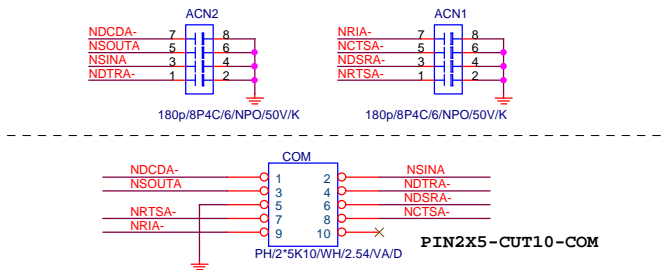 ACN2
NDCDA- 7 8
NSOUTA 5 6
NSINA 3 4
NDTRA- 1 2
180p/8P4C/6/NPO/50V/K
ACN1
NRIA- 7 8
NCTSA- 5 6
NDSRA- 3 4
NRTSA- 1 2
180p/8P4C/6/NPO/50V/K
COM
NDCDA- 1 2 NSINA
NSOUTA 3 4 NDTRA-
5 6 NDSRA-
NRTSA- 7 8 NCTSA-
NRIA- 9 10
PH/2*5K10/WH/2.54/VA/D
PIN2X5-CUT10-COM